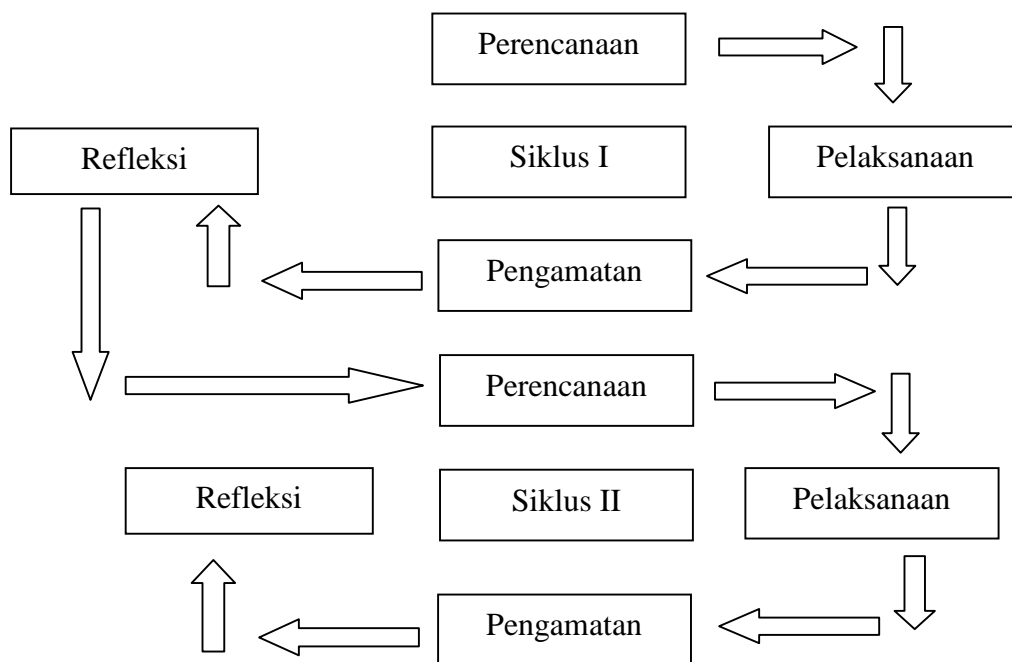 Perencanaan
Refleksi
Siklus I
Pelaksanaan
Pengamatan
Perencanaan
Refleksi
Siklus II
Pelaksanaan
Pengamatan